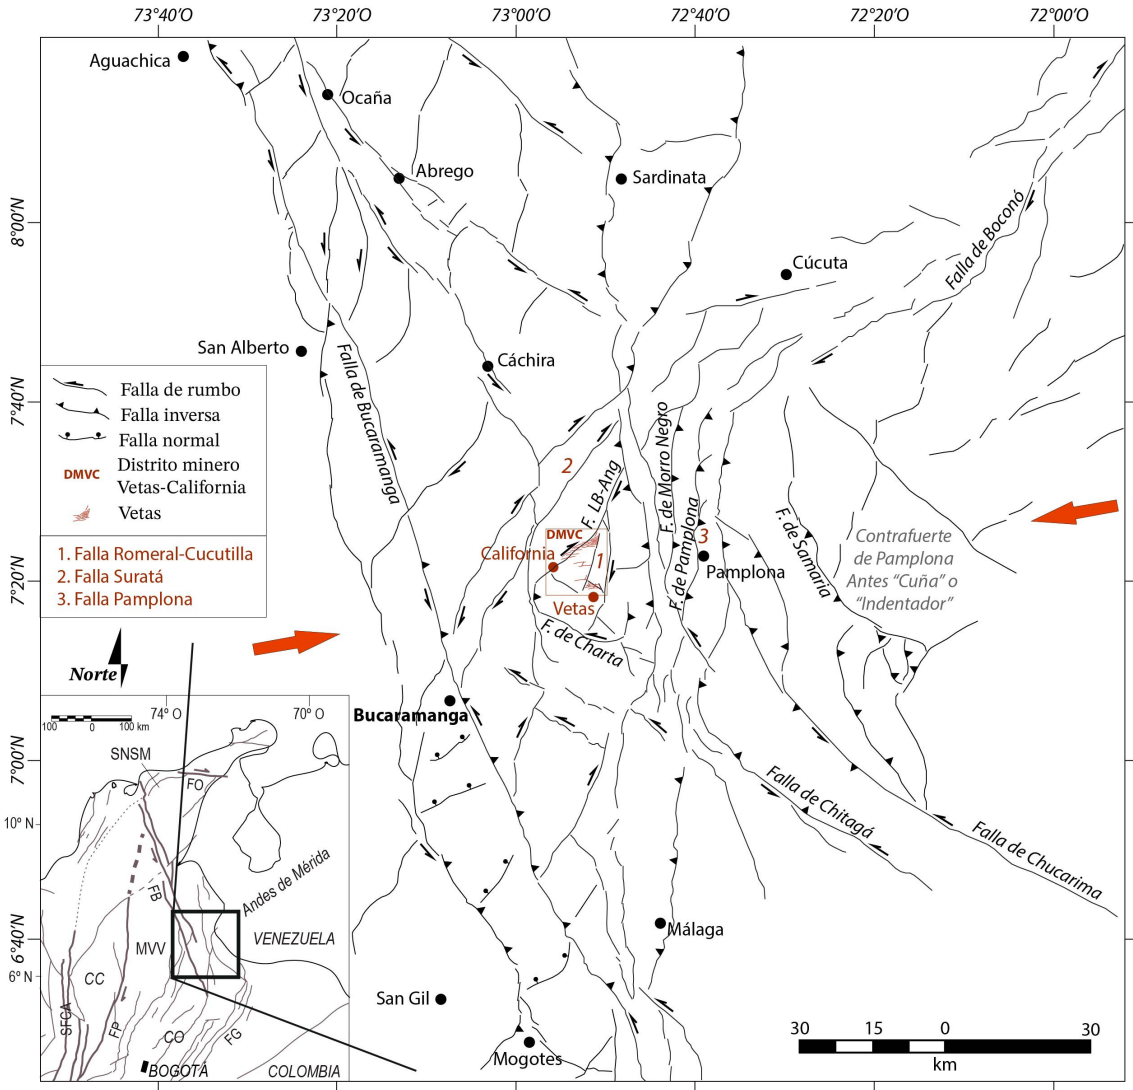 73°40'O
73°20'O
73°00'O
72°40'O
72°20'O
72°00'O
Aguachica
Ocaña
Abrego
Sardinata
8°00'N
Falla de Boconó
Cúcuta
San Alberto
Cáchira
Falla de Bucaramanga
7°40'N
Falla de rumbo
Falla inversa
Falla normal
DMVC
Distrito minero
Vetas-California
Vetas
1. Falla Romeral-Cucutilla
2. Falla Suratá
3. Falla Pamplona
F. de Morro Negro
2
F. LB-Ang
DMVC
California
1
Vetas
F. de Charta
F. de Pamplona
3
Pamplona
F. de Samaria
Contrafuerte
de Pamplona
Antes “Cuña” o
“Indentador”
7°20'N
Norte
Bucaramanga
7°00'N
Falla de Chitagá
Falla de Chucarima
Málaga
6°40'N
San Gil
Mogotes
30
15
0
30
km
74° O
70° O
100
0
100 km
SNSM
FO
10° N
FB
Andes de Mérida
MVV
VENEZUELA
6° N
CC
SFCA
FP
CO
FG
BOGOTÁ
COLOMBIA